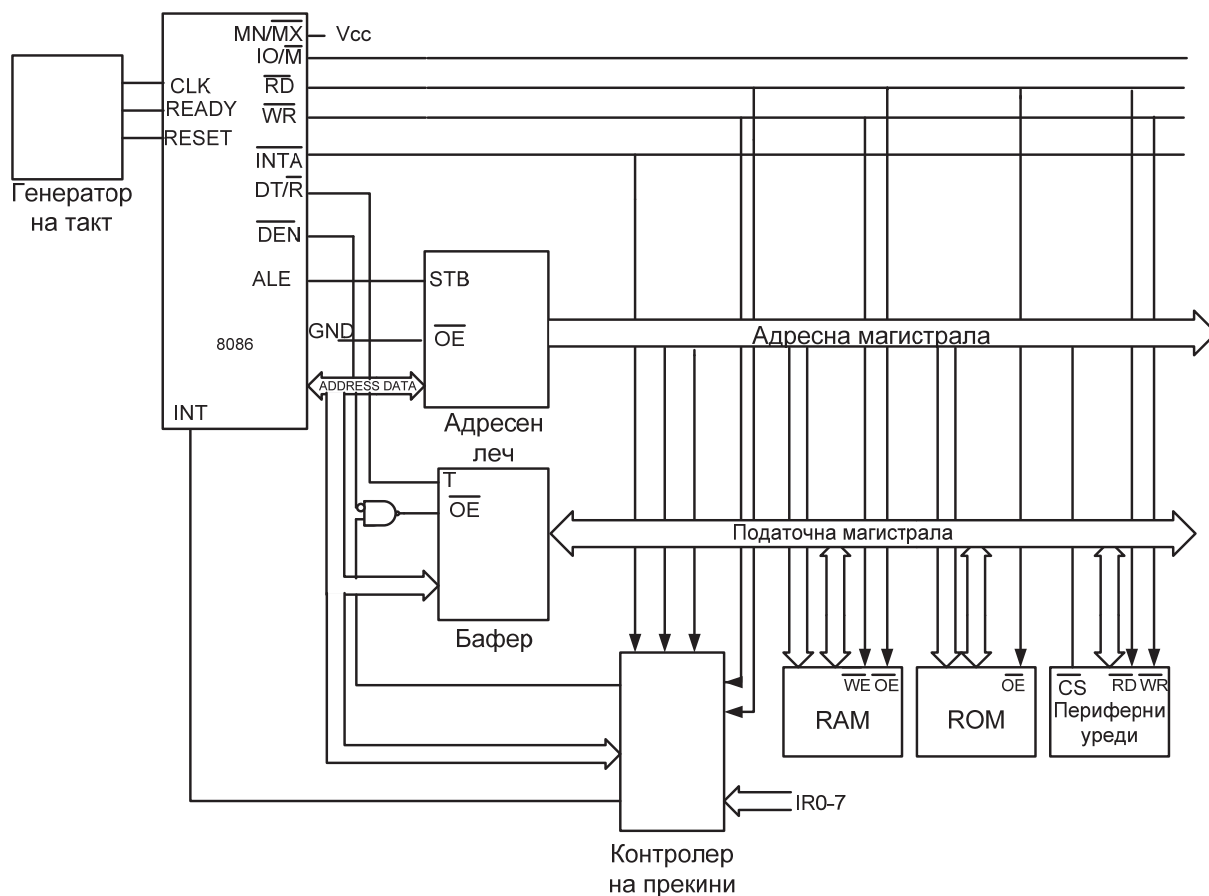 MN/MX
Vcc
IO/M
RD
WR
INTA
DT/R
DEN
ALE
GND
8086
INT
CLK
READY
RESET
Генератор
на такт
STB
OE
Адресен
леч
ADDRESS DATA
Адресна магистрала
T
OE
Бафер
Податочна магистрала
WE OE
RAM
OE
ROM
CS RD WR
Периферни
уреди
IR0-7
Контролер
на прекини